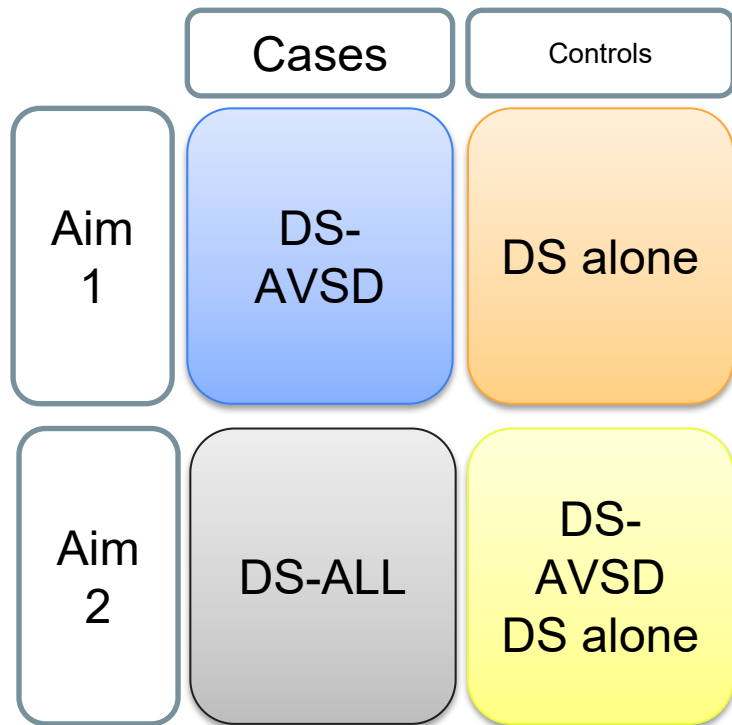 Cases
Controls
Aim
1
DS-
AVSD
DS alone
Aim
2
DS-ALL
DS-
AVSD
DS alone